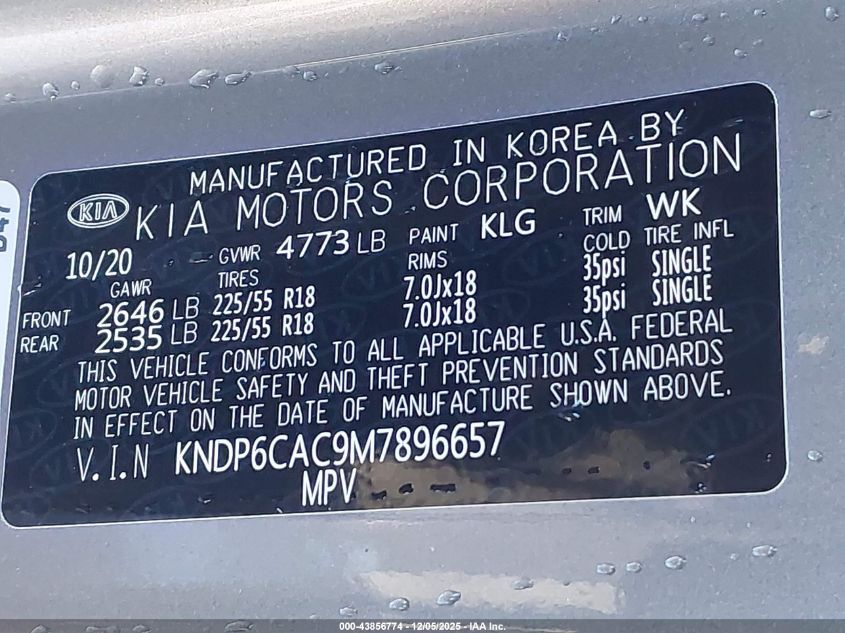 MANUFACTURED IN KOREA BY
KIA KIA MOTORS CORPORATION
10/20 GVWR 4773 LB PAINT KLG TRIM WK
GAWR TIRES RIMS COLD TIRE INFL
FRONT 2646 LB 225/55 R18 7.0Jx18 35psi SINGLE
REAR 2535 LB 225/55 R18 7.0Jx18 35psi SINGLE
THIS VEHICLE CONFORMS TO ALL APPLICABLE U.S.A. FEDERAL
MOTOR VEHICLE SAFETY AND THEFT PREVENTION STANDARDS
IN EFFECT ON THE DATE OF MANUFACTURE SHOWN ABOVE.
V.I.N KNDP6CAC9M7896657
MPV
000-43856774 - 12/05/2025 - IAA Inc.